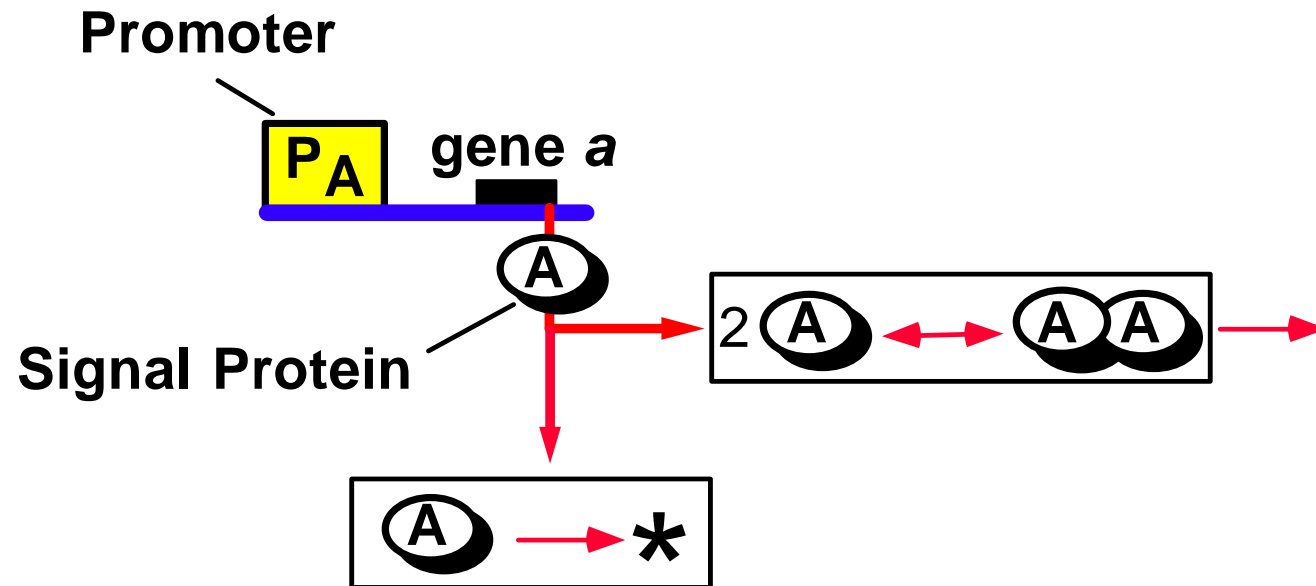 Promoter
PA
gene a
A
Signal Protein
2 A A A
A *